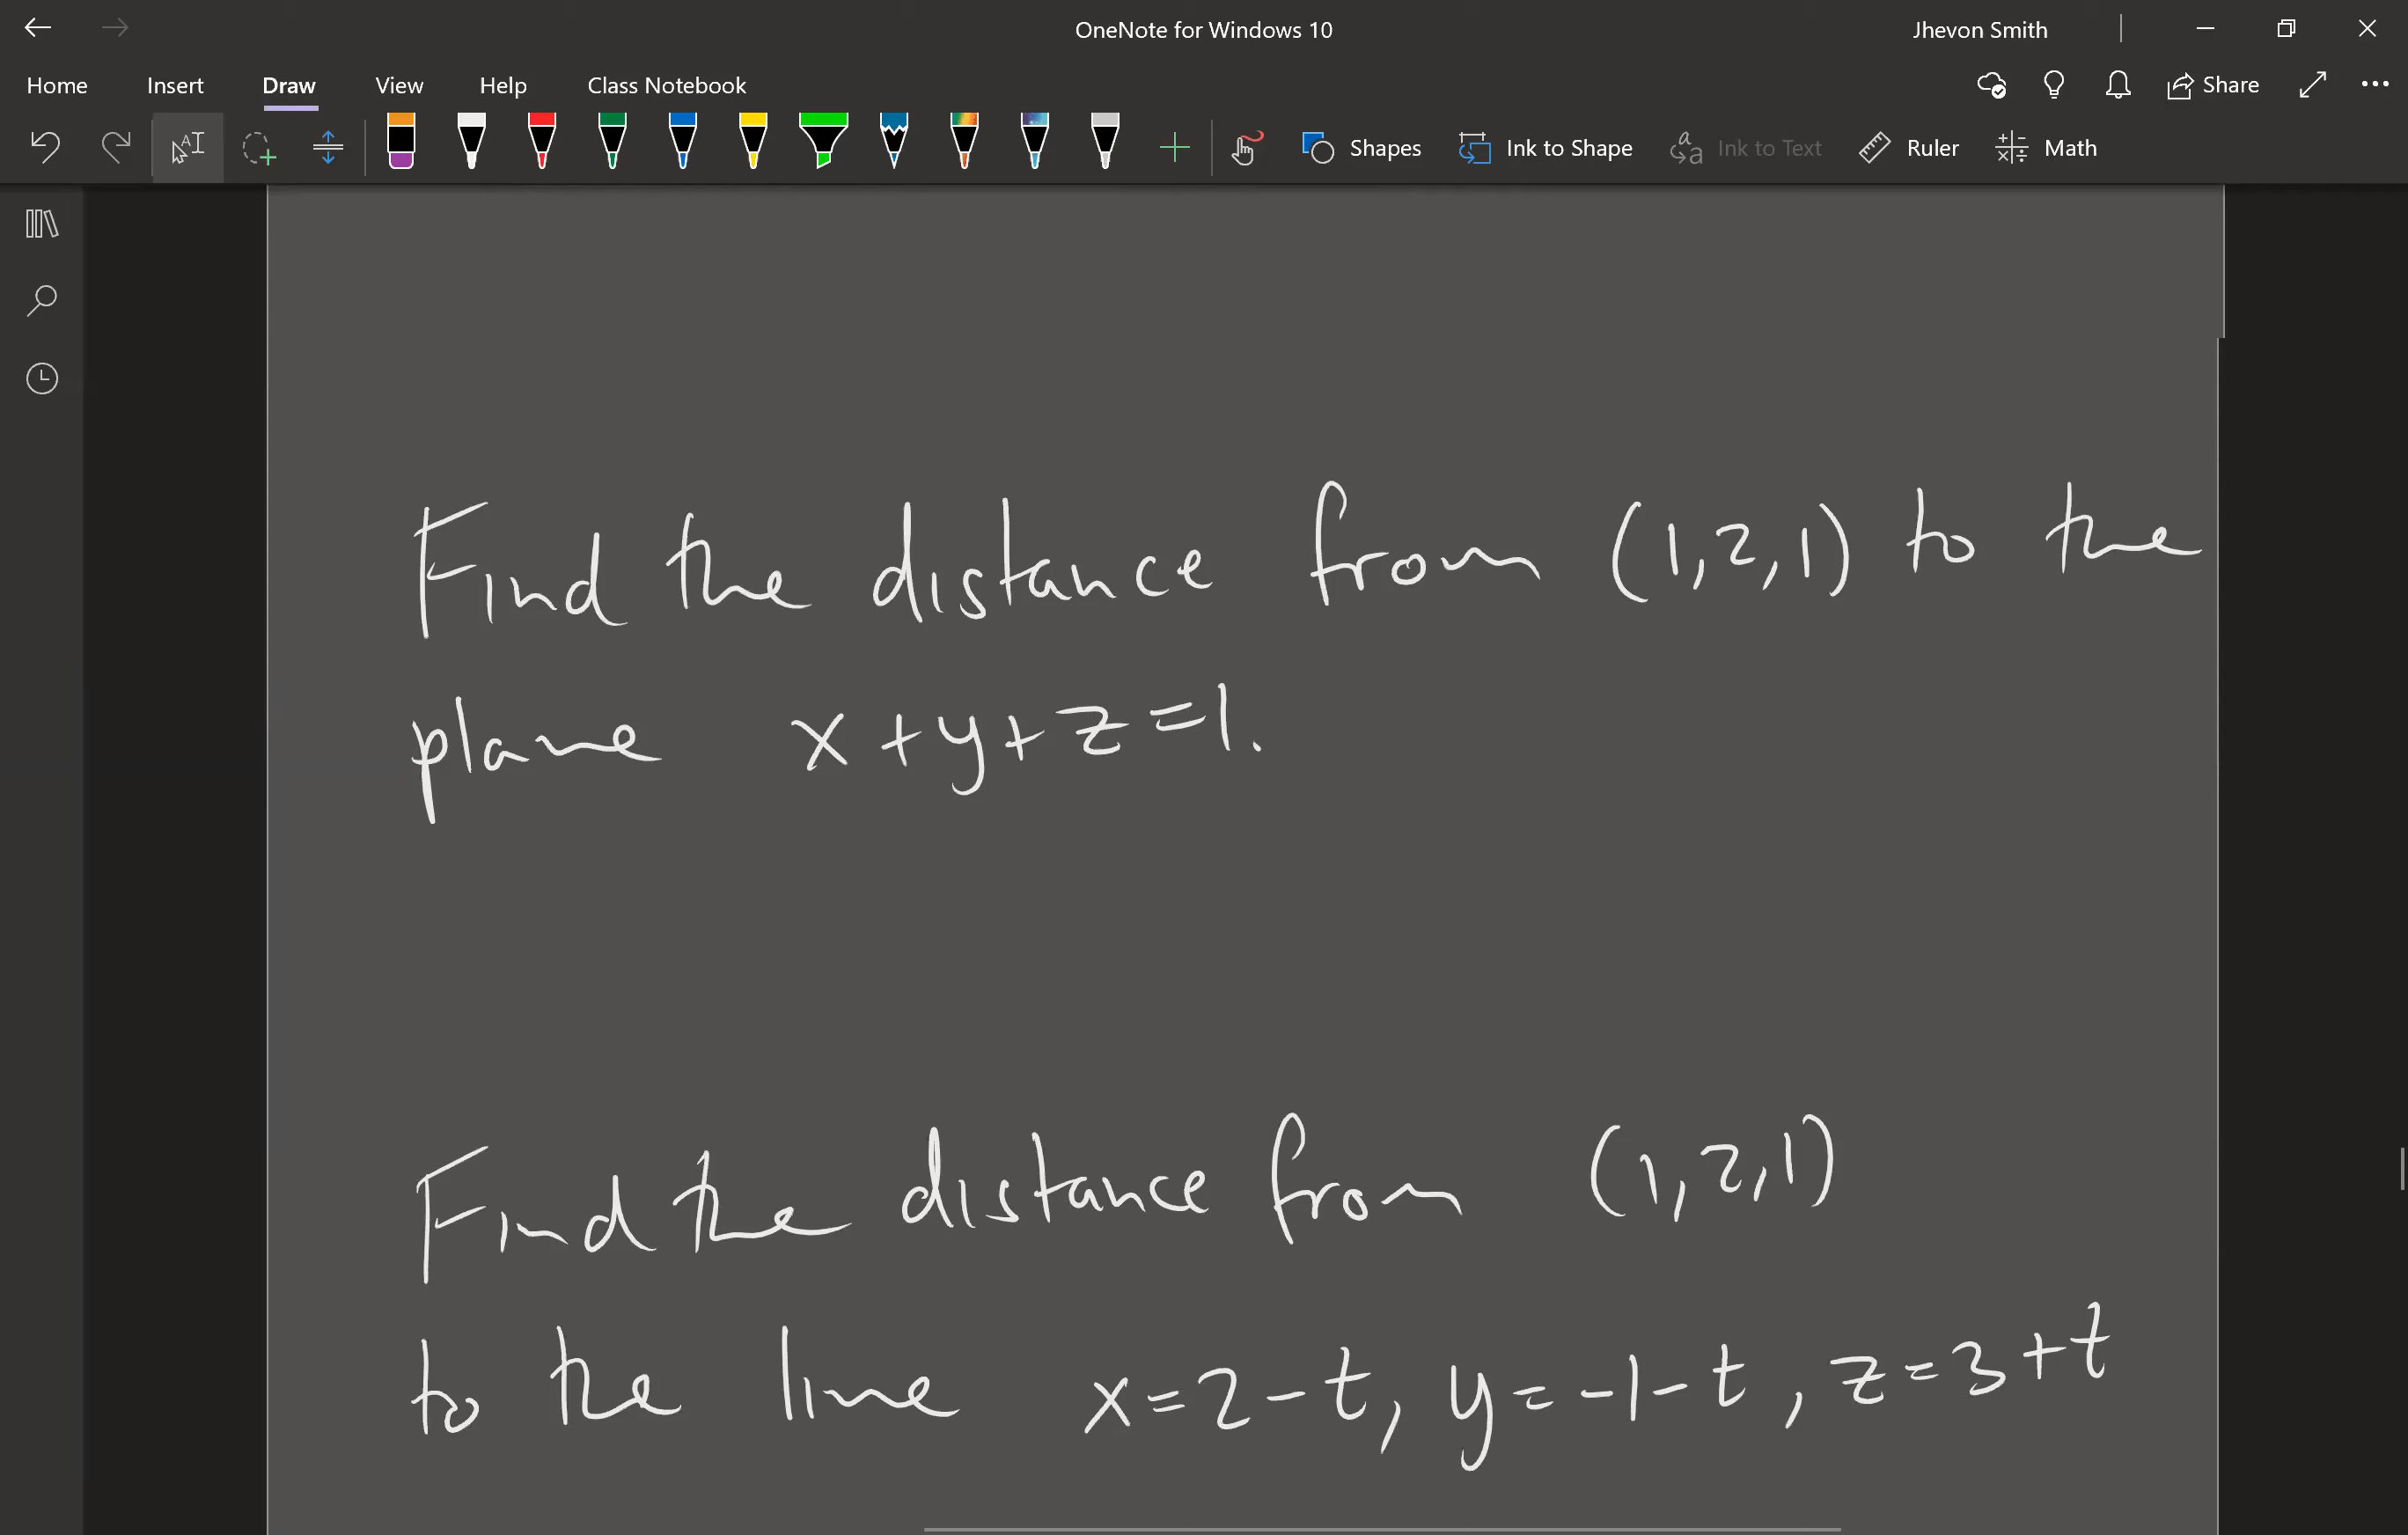 OneNote for Windows 10
Jhevon Smith
Home Insert Draw View Help Class Notebook Share
Shapes Ink to Shape Ink to Text Ruler Math
Find the distance from (1,2,1) to the
plane x+y+z=1.
Find the distance from (1,2,1)
to the line x=2-t, y=-1-t, z=3+t